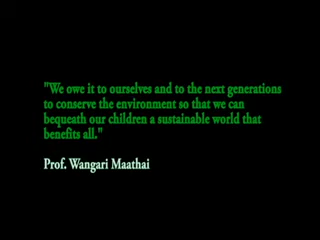 "We owe it to ourselves and to the next generations
to conserve the environment so that we can
bequeath our children a sustainable world that
benefits all."
Prof. Wangari Maathai